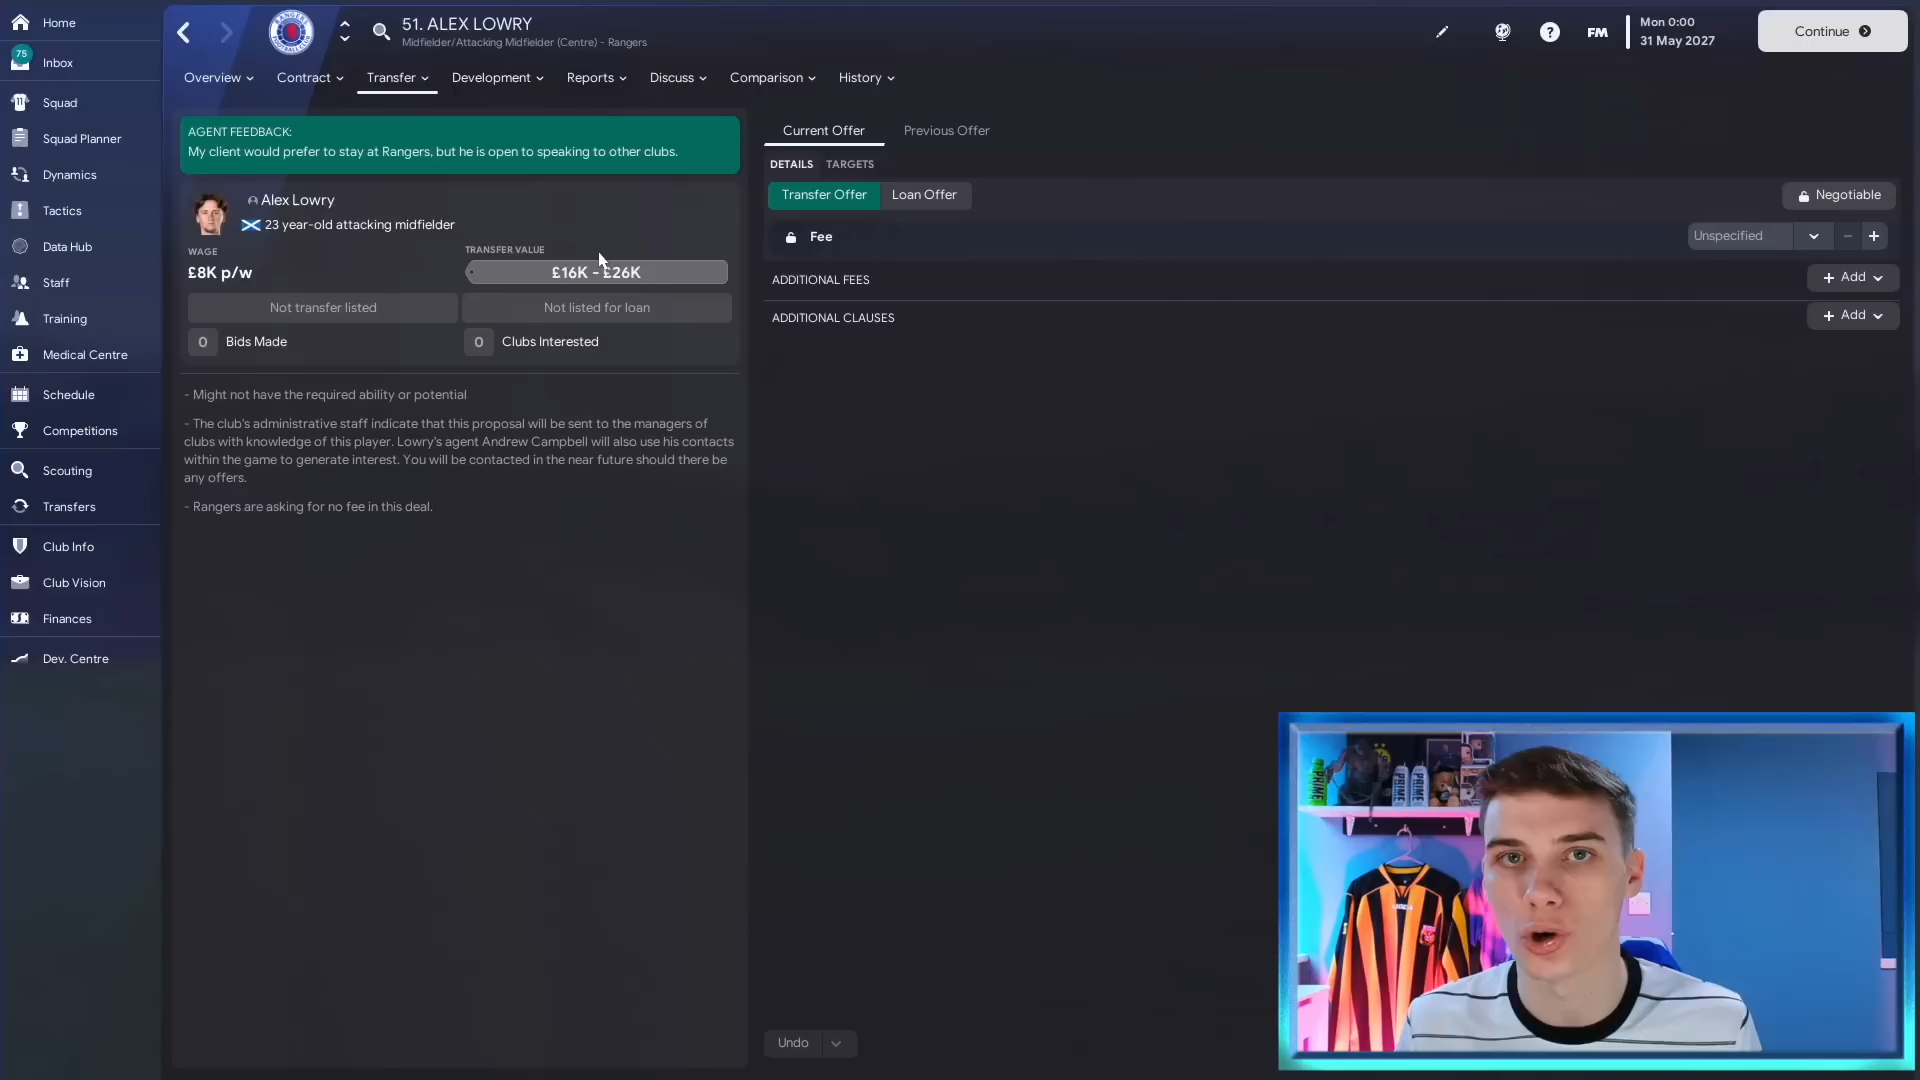 Home
75
Inbox
Squad
Squad Planner
Dynamics
Tactics
Data Hub
Staff
Training
Medical Centre
Schedule
Competitions
Scouting
Transfers
Club Info
Club Vision
Finances
Dev. Centre
51. ALEX LOWRY
Midfielder/Attacking Midfielder (Centre) - Rangers
FM
Mon 0:00
31 May 2027
Continue
Overview
Contract
Transfer
Development
Reports
Discuss
Comparison
History
AGENT FEEDBACK:
My client would prefer to stay at Rangers, but he is open to speaking to other clubs.
Alex Lowry
23 year-old attacking midfielder
WAGE
£8K p/w
TRANSFER VALUE
£16K - £26K
Not transfer listed
Not listed for loan
0 Bids Made
0 Clubs Interested
- Might not have the required ability or potential
- The club's administrative staff indicate that this proposal will be sent to the managers of
clubs with knowledge of this player. Lowry's agent Andrew Campbell will also use his contacts
within the game to generate interest. You will be contacted in the near future should there be
any offers.
- Rangers are asking for no fee in this deal.
Current Offer
Previous Offer
DETAILS
TARGETS
Transfer Offer
Loan Offer
Negotiable
Fee
Unspecified
ADDITIONAL FEES
+ Add
ADDITIONAL CLAUSES
+ Add
Undo
PRIME
PRIME
PRIME